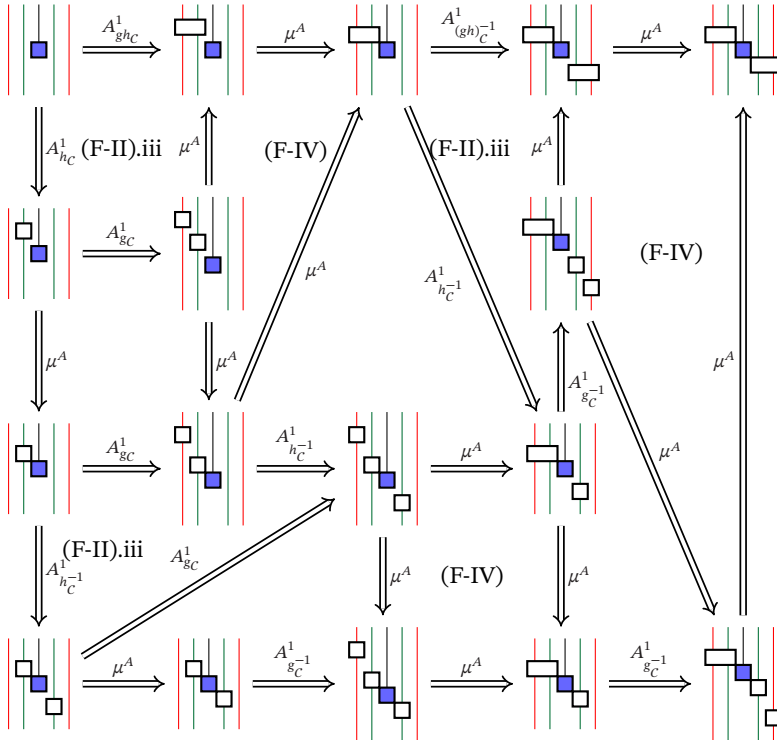 A^1_{gh_C} μ^A A^1_{(gh)_C^{-1}} μ^A
A^1_{h_C} (F-II).iii μ^A (F-IV) (F-II).iii μ^A
A^1_{g_C} μ^A A^1_{h_C^{-1}} (F-IV)
μ^A μ^A A^1_{g_C^{-1}} μ^A
A^1_{g_C} A^1_{h_C^{-1}} μ^A μ^A
A^1_{h_C^{-1}} (F-II).iii A^1_{g_C} μ^A (F-IV) μ^A
μ^A A^1_{g_C^{-1}} μ^A A^1_{g_C^{-1}}